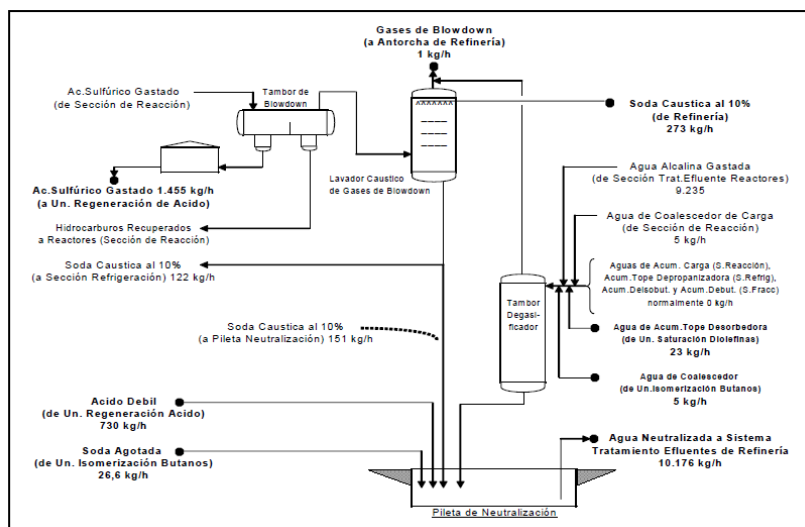 Gases de Blowdown
(a Antorcha de Refinería)
1 kg/h
Ac.Sulfúrico Gastado
(de Sección de Reacción)
Tambor de
Blowdown
Soda Caustica al 10%
(de Refinería)
273 kg/h
Agua Alcalina Gastada
(de Sección Trat.Efluente Reactores)
9.235
Lavador Caustico
de Gases de Blowdown
Ac.Sulfúrico Gastado 1.455 kg/h
(a Un. Regeneración de Acido)
Agua de Coalescedor de Carga
(de Sección de Reacción)
5 kg/h
Hidrocarburos Recuperados
a Reactores (Sección de Reacción)
Soda Caustica al 10%
(a Sección Refrigeración) 122 kg/h
Aguas de Acum. Carga (S.Reacción),
Acum.Tope Depropanizadora (S.Refrig),
Acum.DeIsobut. y Acum.Debut. (S.Fracc)
normalmente 0 kg/h
Tambor
Degasi-
ficador
Soda Caustica al 10%
(a Pileta Neutralización) 151 kg/h
Agua de Acum.Tope Desorbedora
(de Un. Saturación Diolefinas)
23 kg/h
Agua de Coalescedor
(de Un.Isomerización Butanos)
5 kg/h
Acido Debil
(de Un. Regeneración Acido)
730 kg/h
Soda Agotada
(de Un. Isomerización Butanos)
26,6 kg/h
Agua Neutralizada a Sistema
Tratamiento Efluentes de Refinería
10.176 kg/h
Pileta de Neutralización